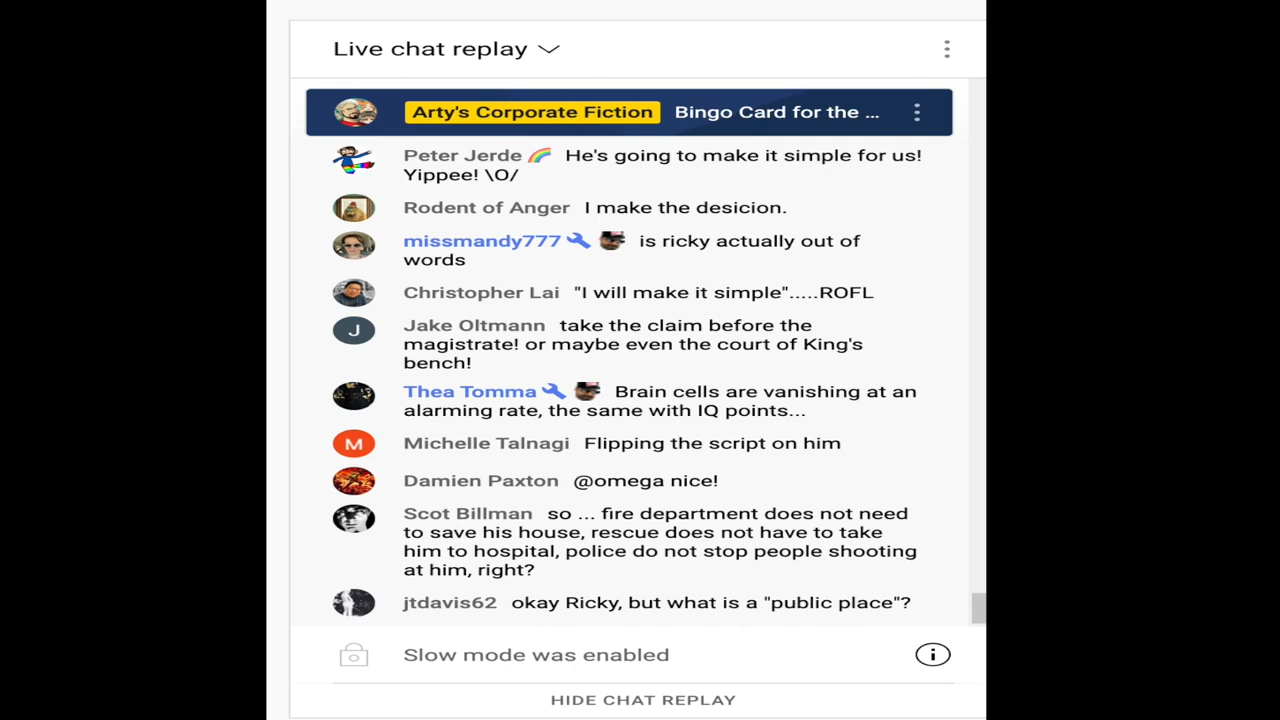 Live chat replay
Arty's Corporate Fiction Bingo Card for the ...
Peter Jerde 🌈 He's going to make it simple for us!
Yippee! \O/
Rodent of Anger I make the desicion.
missmandy777 is ricky actually out of
words
Christopher Lai "I will make it simple".....ROFL
J Jake Oltmann take the claim before the
magistrate! or maybe even the court of King's
bench!
Thea Tomma Brain cells are vanishing at an
alarming rate, the same with IQ points...
M Michelle Talnagi Flipping the script on him
Damien Paxton @omega nice!
Scot Billman so ... fire department does not need
to save his house, rescue does not have to take
him to hospital, police do not stop people shooting
at him, right?
jtdavis62 okay Ricky, but what is a "public place"?
Slow mode was enabled
HIDE CHAT REPLAY